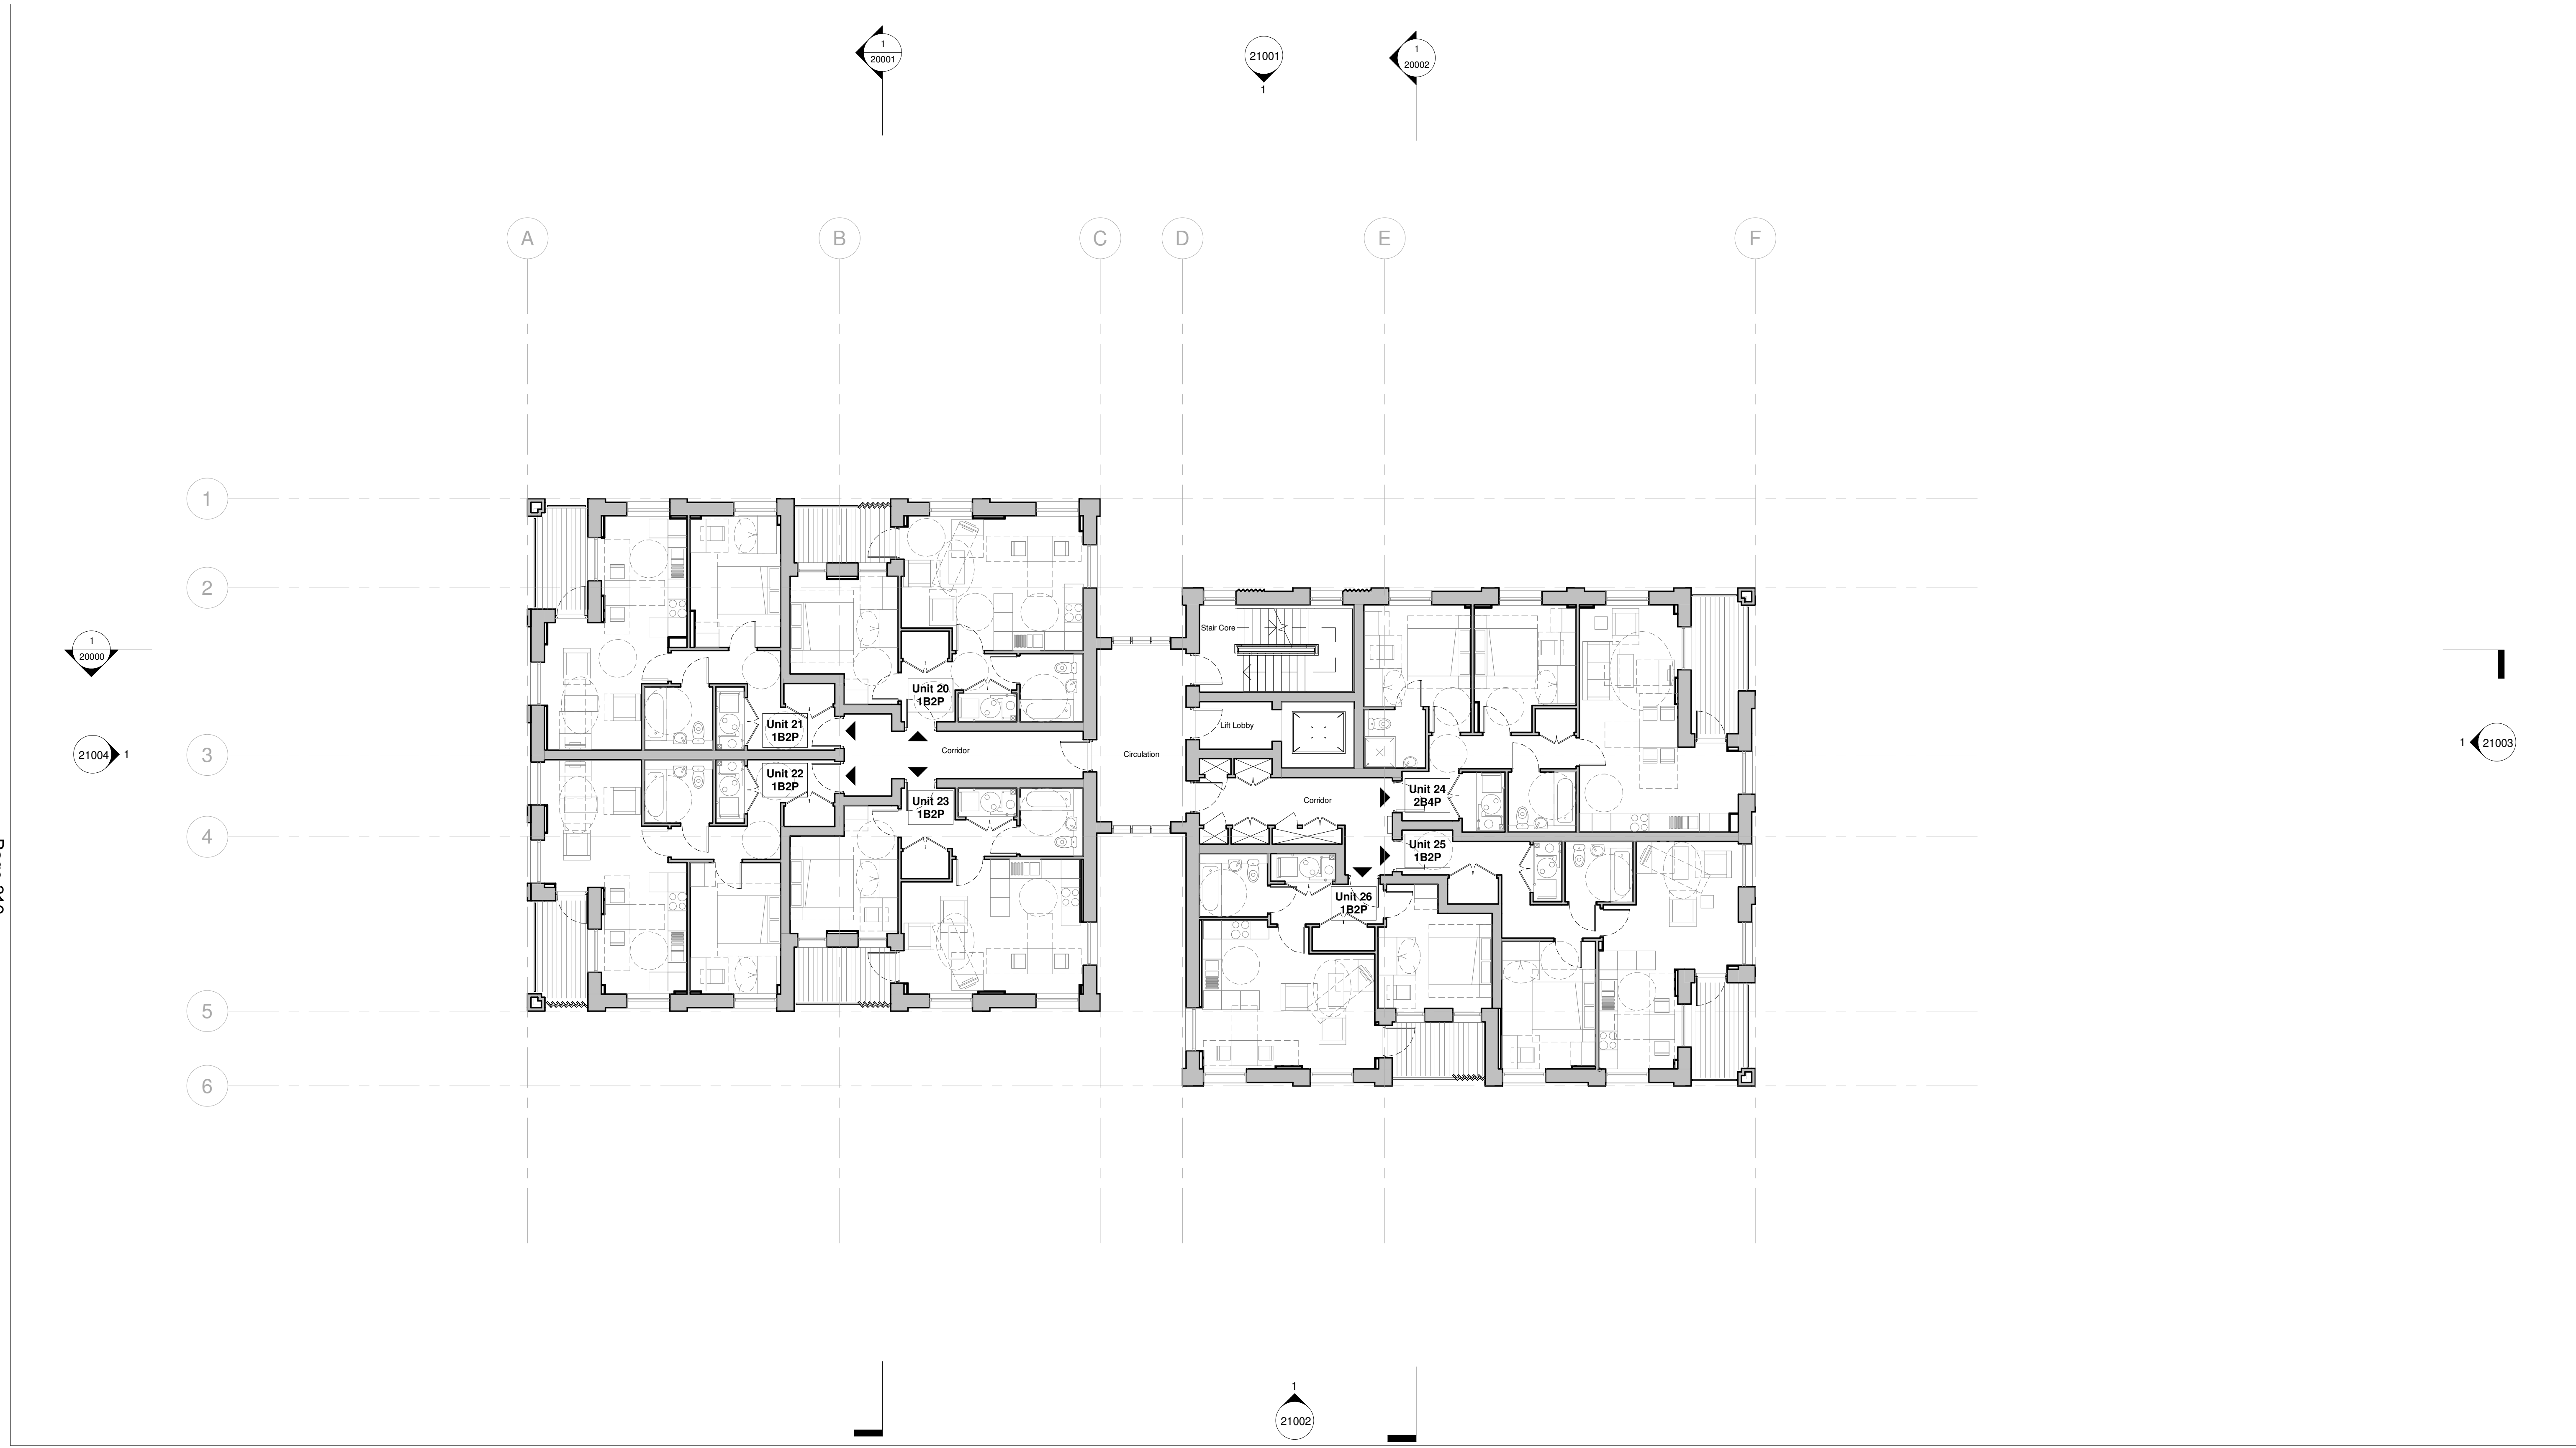 1
20001
21001
1
1
20002
A
B
C
D
E
F
1
2
3
4
5
6
1
20000
21004
1
1
21003
Stair Core
Lift Lobby
Circulation
Corridor
Corridor
Unit 20
1B2P
Unit 21
1B2P
Unit 22
1B2P
Unit 23
1B2P
Unit 24
2B4P
Unit 25
1B2P
Unit 26
1B2P
1
21002